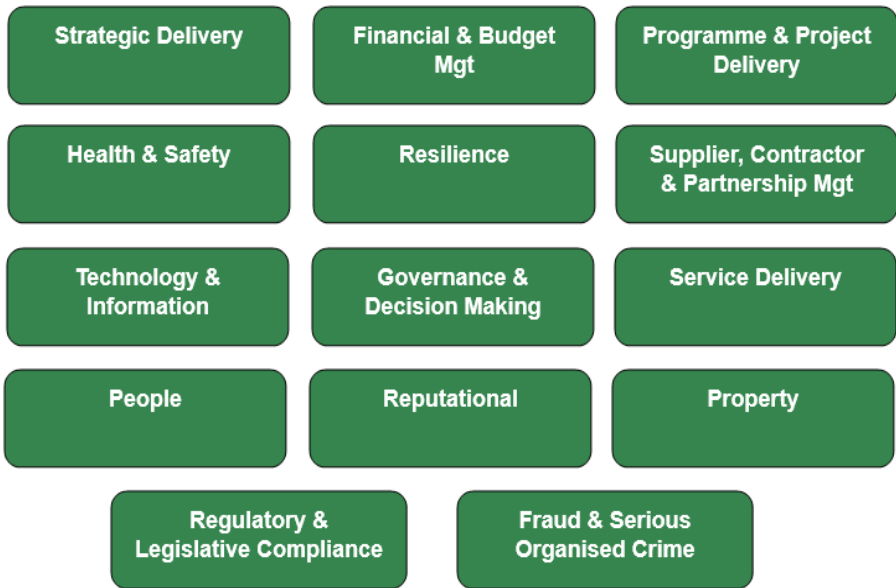 Strategic Delivery
Financial & Budget
Mgt
Programme & Project
Delivery
Health & Safety
Resilience
Supplier, Contractor
& Partnership Mgt
Technology &
Information
Governance &
Decision Making
Service Delivery
People
Reputational
Property
Regulatory &
Legislative Compliance
Fraud & Serious
Organised Crime